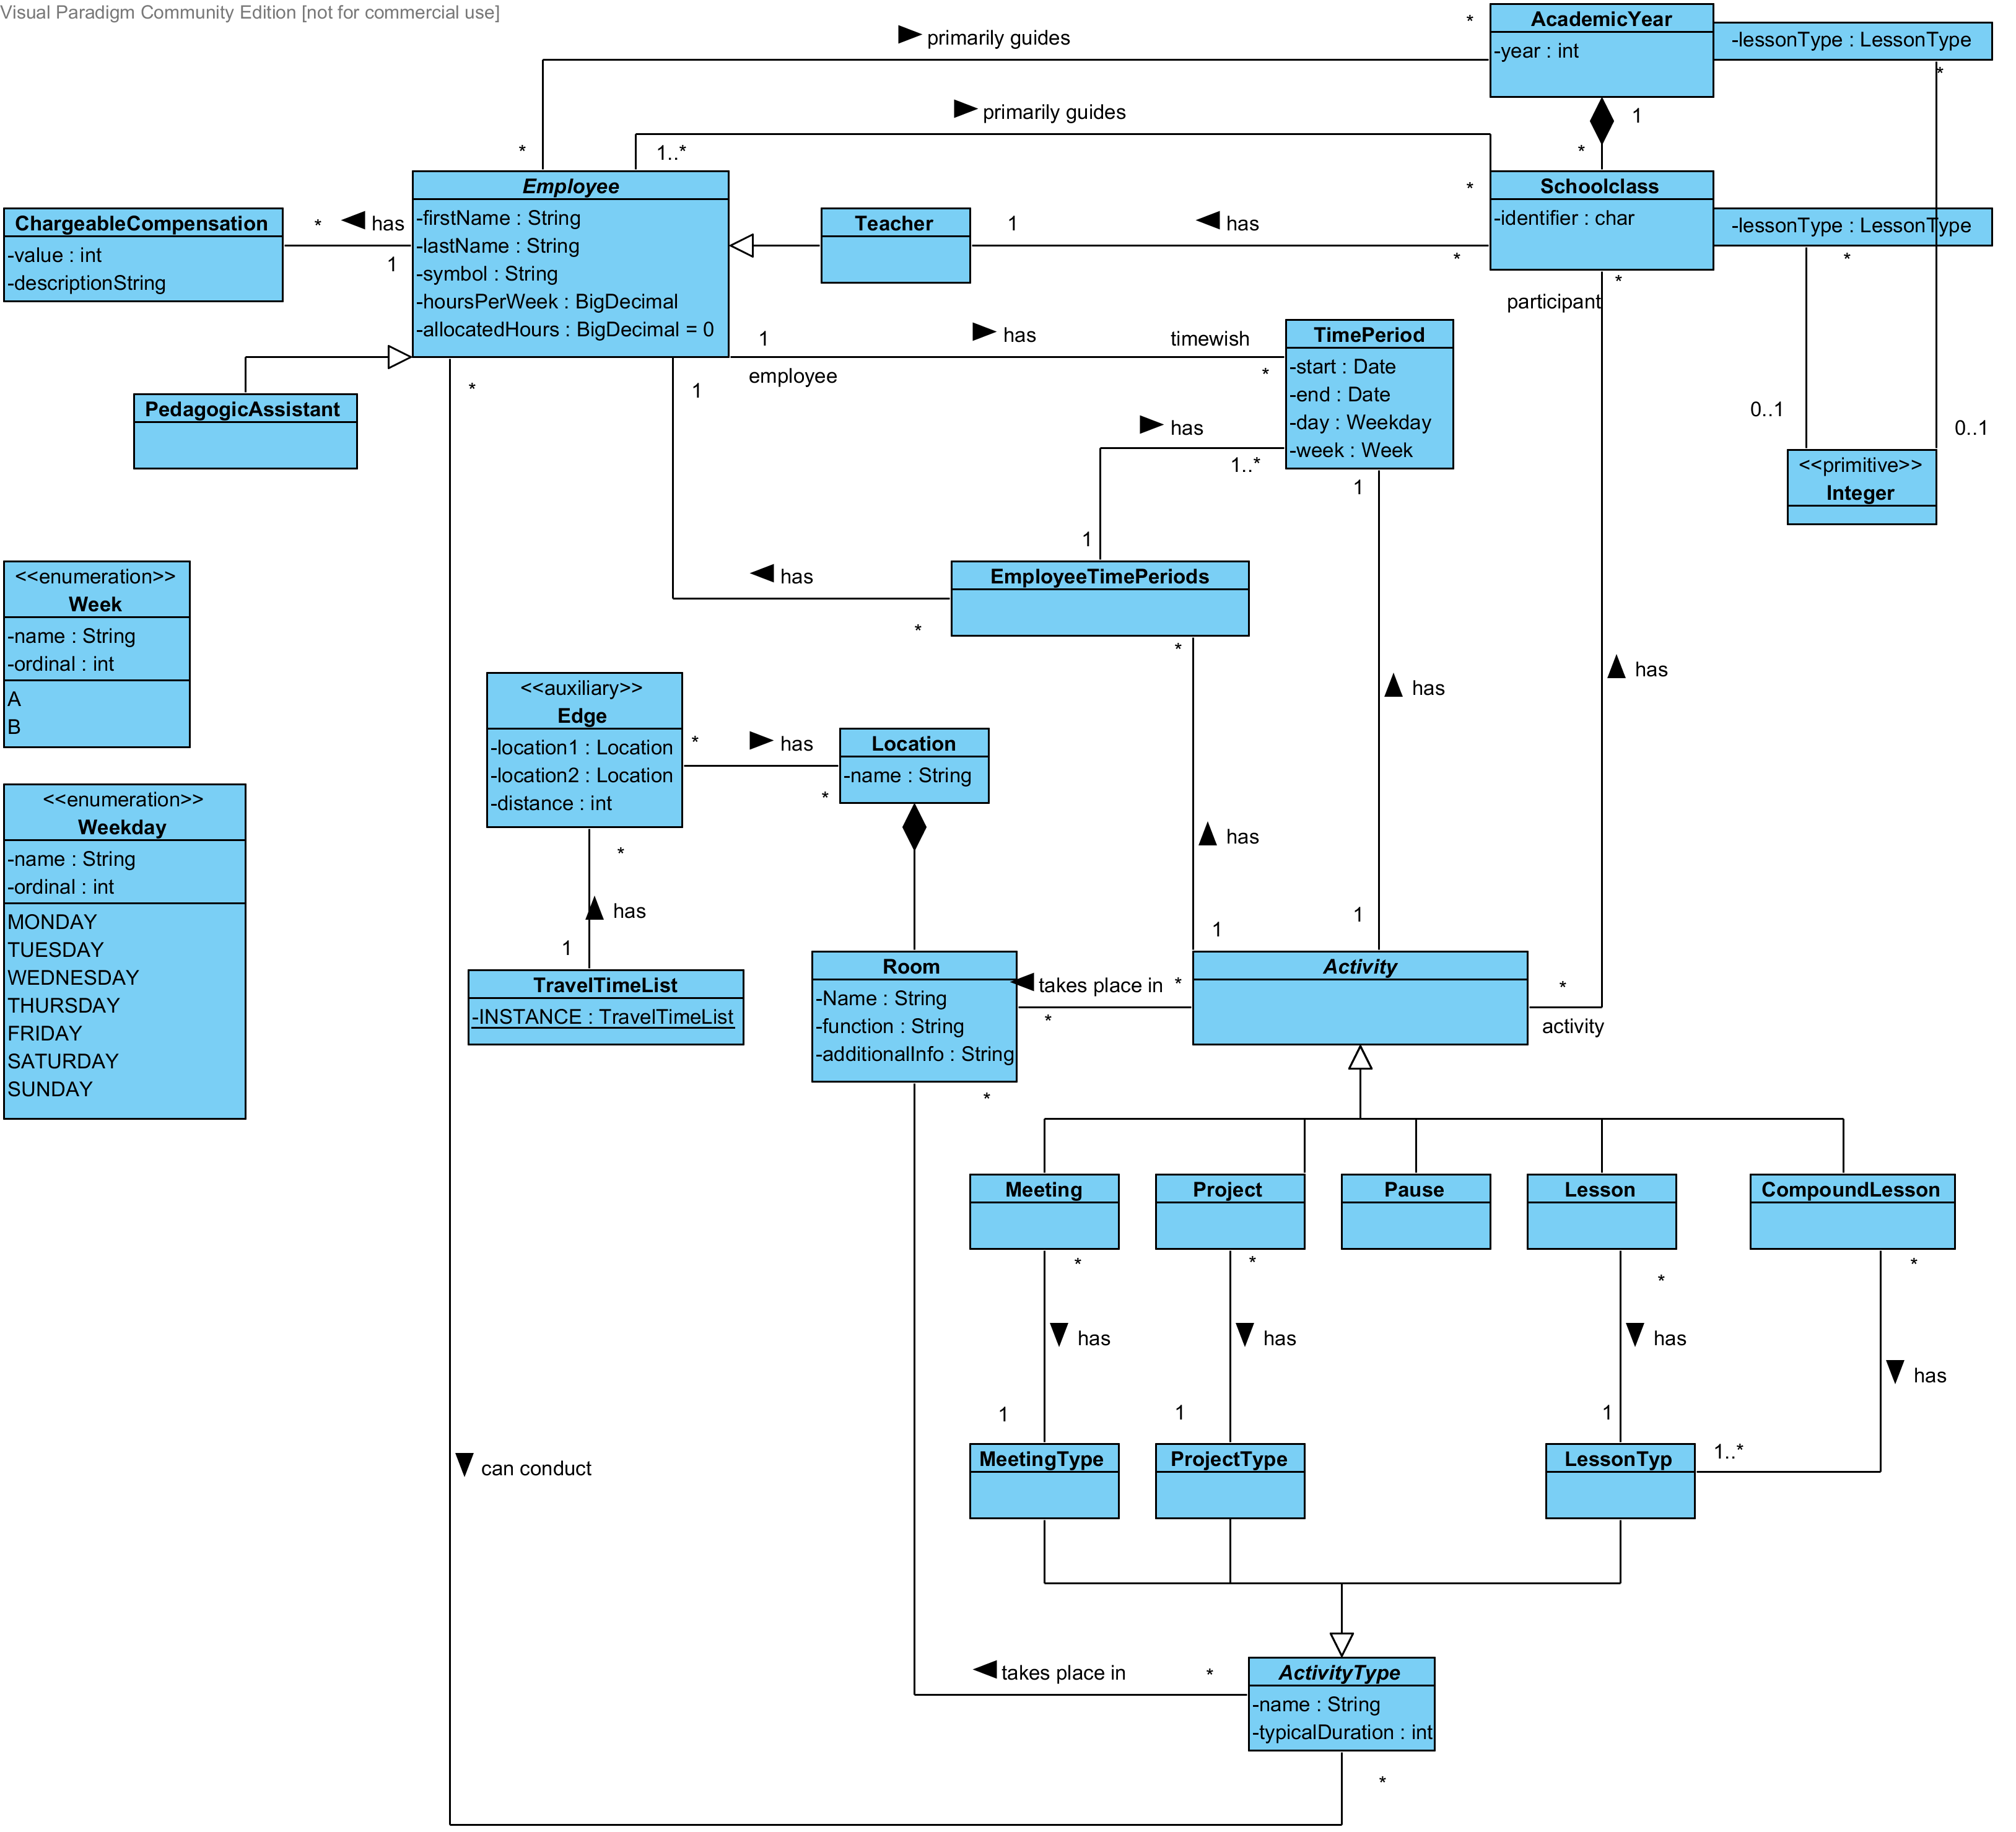 Visual Paradigm Community Edition [not for commercial use]
primarily guides
*
*
AcademicYear
-year : int
-lessonType : LessonType
*
0..1
1
*
primarily guides
1..*
*
Employee
-firstName : String
-lastName : String
-symbol : String
-hoursPerWeek : BigDecimal
-allocatedHours : BigDecimal = 0
ChargeableCompensation
-value : int
-descriptionString
*
has
1
Teacher
1
has
*
Schoolclass
-identifier : char
-lessonType : LessonType
*
0..1
participant
*
PedagogicAssistant
1
has
timewish
employee
*
TimePeriod
-start : Date
-end : Date
-day : Weekday
-week : Week
<<primitive>>
Integer
*
1
has
1..*
1
1
EmployeeTimePeriods
has
*
*
<<enumeration>>
Week
-name : String
-ordinal : int
A
B
<<auxiliary>>
Edge
-location1 : Location
-location2 : Location
-distance : int
*
has
*
Location
-name : String
has
has
has
<<enumeration>>
Weekday
-name : String
-ordinal : int
MONDAY
TUESDAY
WEDNESDAY
THURSDAY
FRIDAY
SATURDAY
SUNDAY
*
has
1
TravelTimeList
-INSTANCE : TravelTimeList
Room
-Name : String
-function : String
-additionalInfo : String
*
takes place in
*
*
1
1
Activity
*
activity
Meeting
Project
Pause
Lesson
CompoundLesson
*
*
*
*
has
has
has
has
1
1
1
1..*
MeetingType
ProjectType
LessonTyp
can conduct
takes place in
*
ActivityType
-name : String
-typicalDuration : int
*